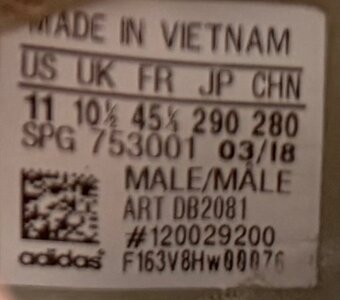 MADE IN VIETNAM
US UK FR JP CHN
11 10½ 45⅓ 290 280
SPG 753001 03/18
MALE/MÂLE
ART DB2081
#120029200
adidas F163V8Hw00076